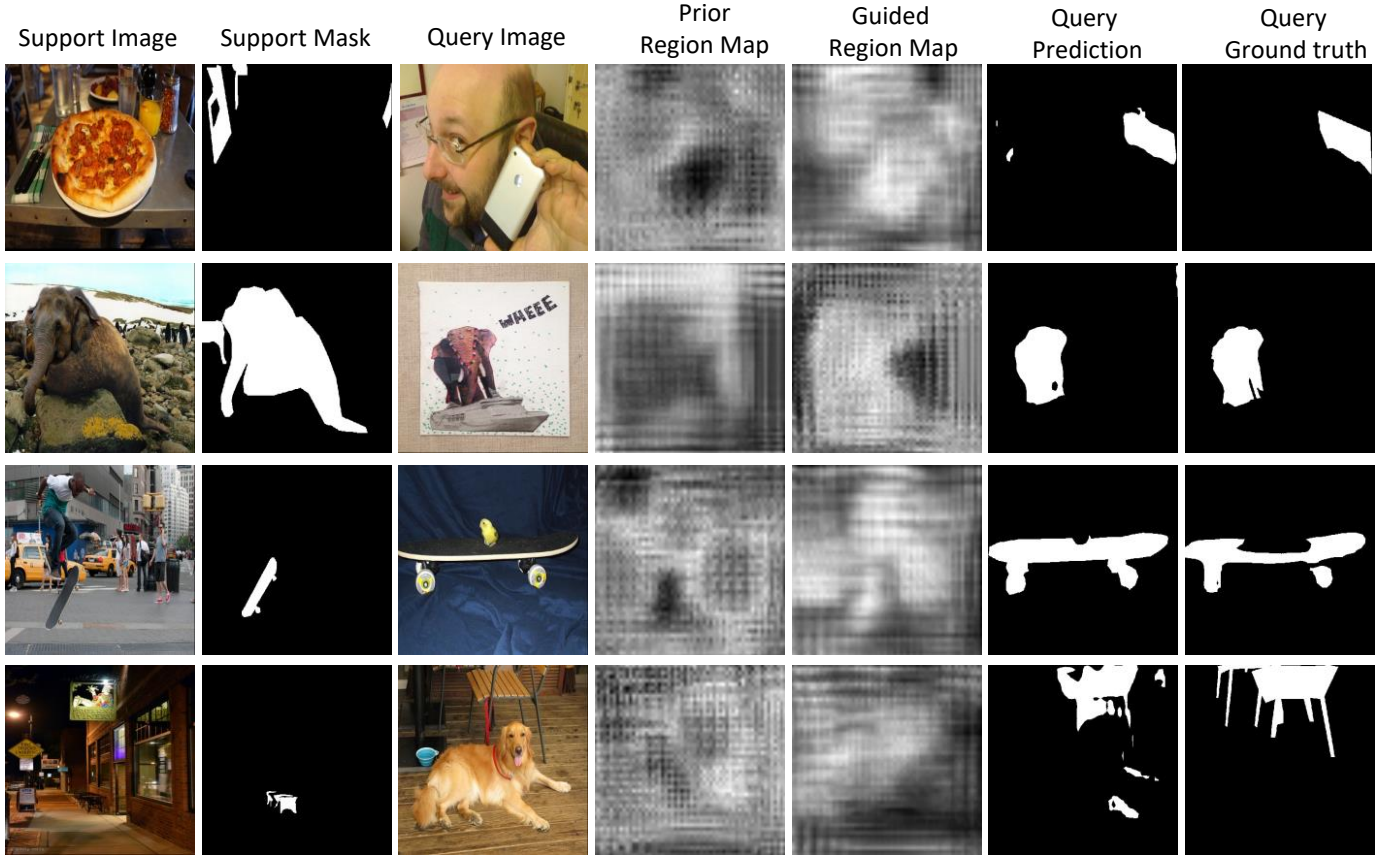 Support Image
Support Mask
Query Image
Prior
Region Map
Guided
Region Map
Query
Prediction
Query
Ground truth
WHEEE